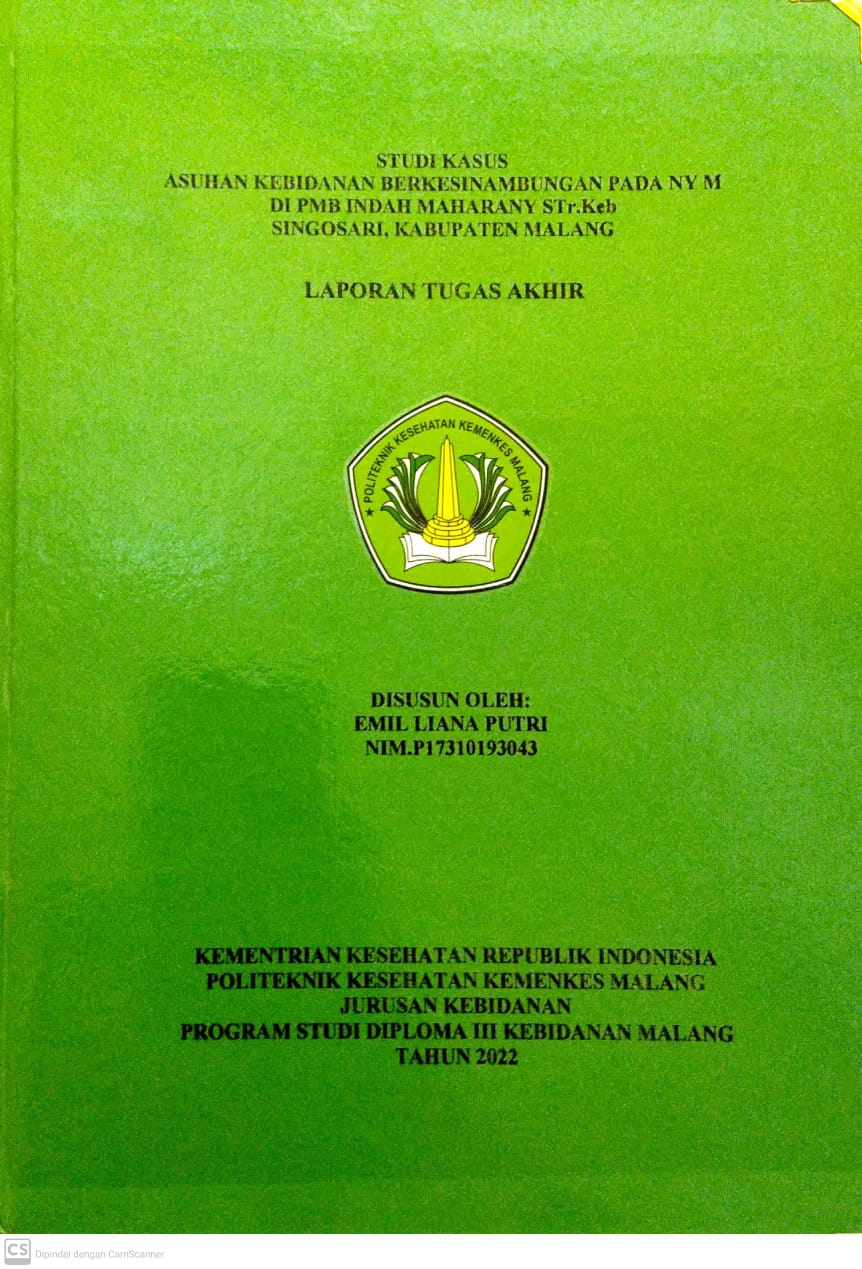 STUDI KASUS
ASUHAN KEBIDANAN BERKESINAMBUNGAN PADA NY M
DI PMB INDAH MAHARANY STr.Keb
SINGOSARI, KABUPATEN MALANG
LAPORAN TUGAS AKHIR
★ POLITEKNIK KESEHATAN KEMENKES MALANG ★
DISUSUN OLEH:
EMIL LIANA PUTRI
NIM.P17310193043
KEMENTRIAN KESEHATAN REPUBLIK INDONESIA
POLITEKNIK KESEHATAN KEMENKES MALANG
JURUSAN KEBIDANAN
PROGRAM STUDI DIPLOMA III KEBIDANAN MALANG
TAHUN 2022
CS Dipindai dengan CamScanner